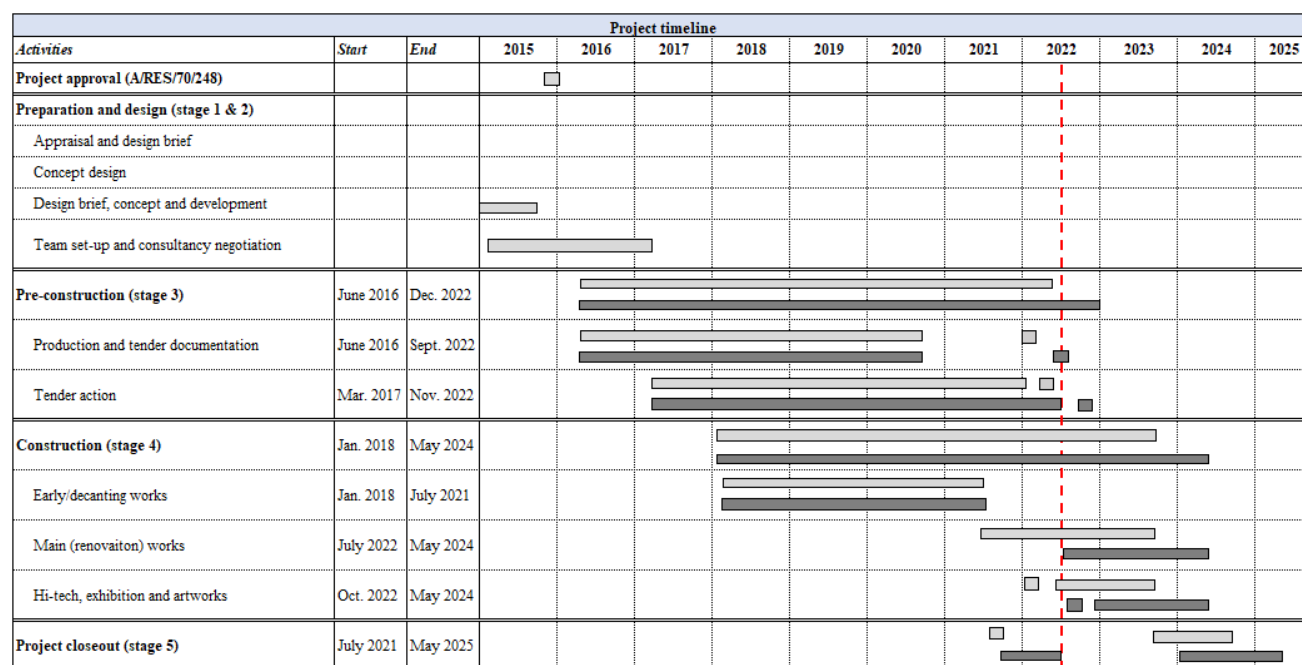 Project timeline
Activities Start End 2015 2016 2017 2018 2019 2020 2021 2022 2023 2024 2025
Project approval (A/RES/70/248)
Preparation and design (stage 1 & 2)
Appraisal and design brief
Concept design
Design brief, concept and development
Team set-up and consultancy negotiation
Pre-construction (stage 3) June 2016 Dec. 2022
Production and tender documentation June 2016 Sept. 2022
Tender action Mar. 2017 Nov. 2022
Construction (stage 4) Jan. 2018 May 2024
Early/decanting works Jan. 2018 July 2021
Main (renovaiton) works July 2022 May 2024
Hi-tech, exhibition and artworks Oct. 2022 May 2024
Project closeout (stage 5) July 2021 May 2025